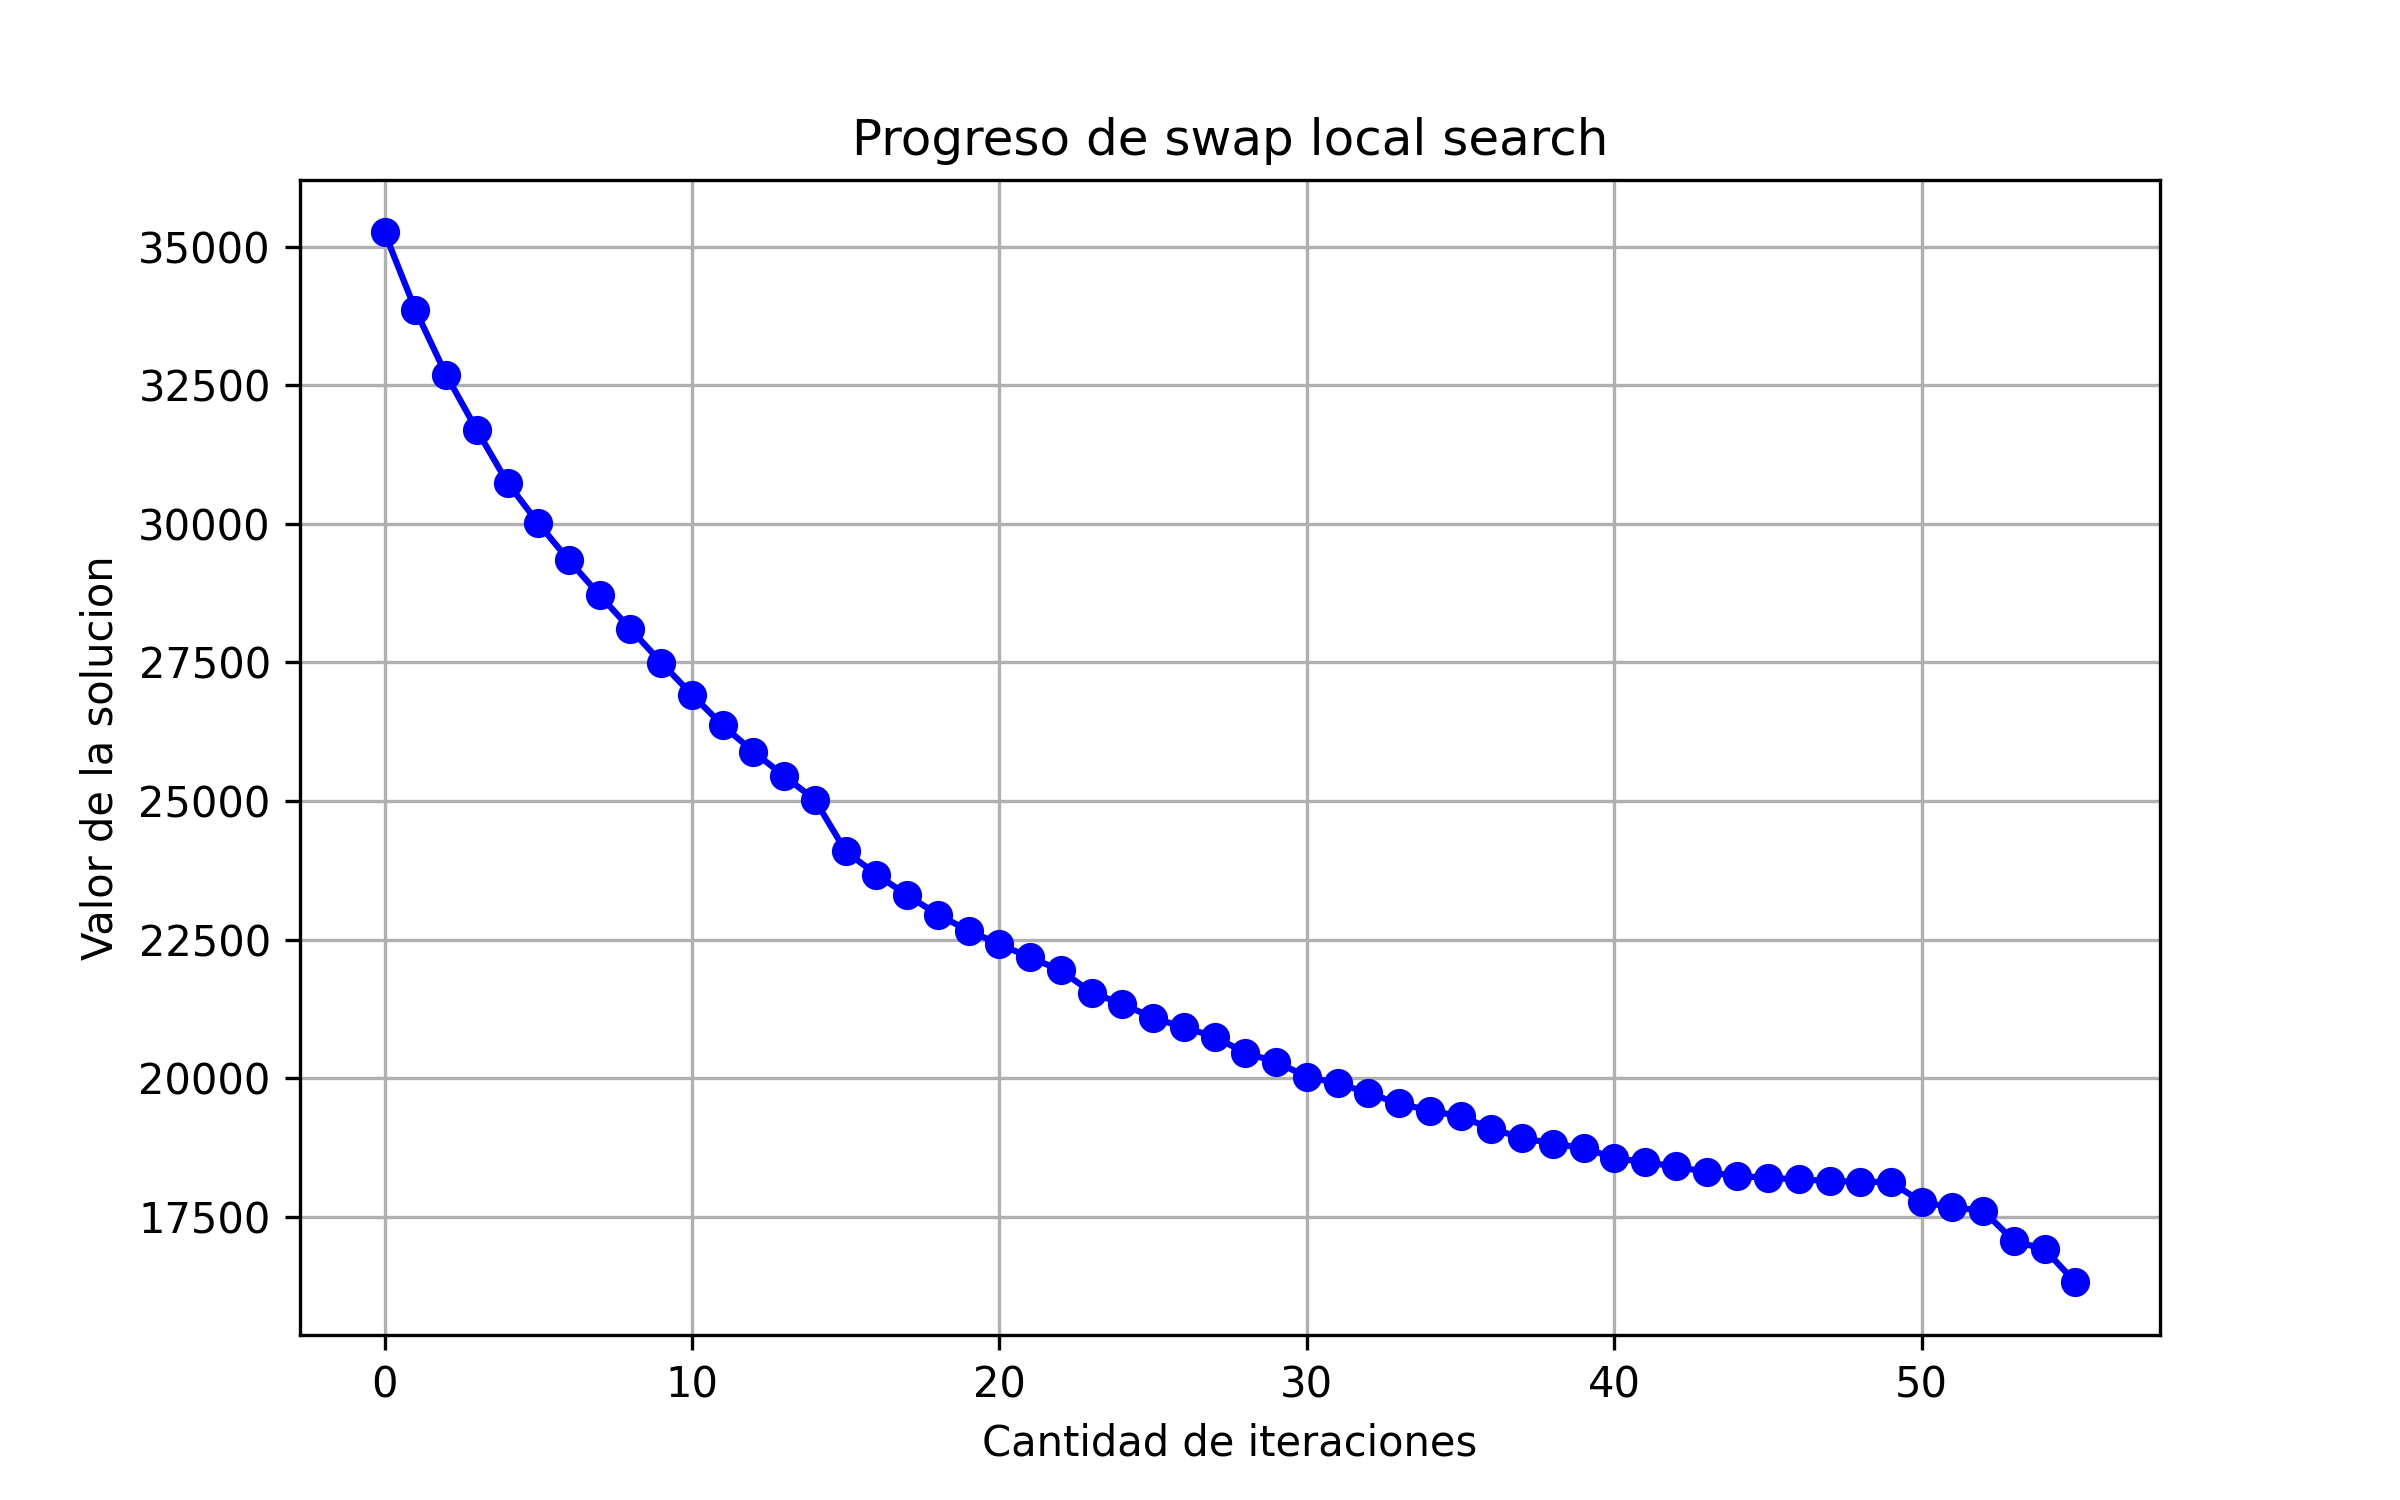 Progreso de swap local search
Valor de la solucion
35000
32500
30000
27500
25000
22500
20000
17500
0 10 20 30 40 50
Cantidad de iteraciones